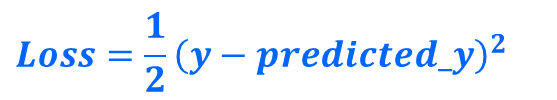 Loss = 1/2 (y − predicted_y)²